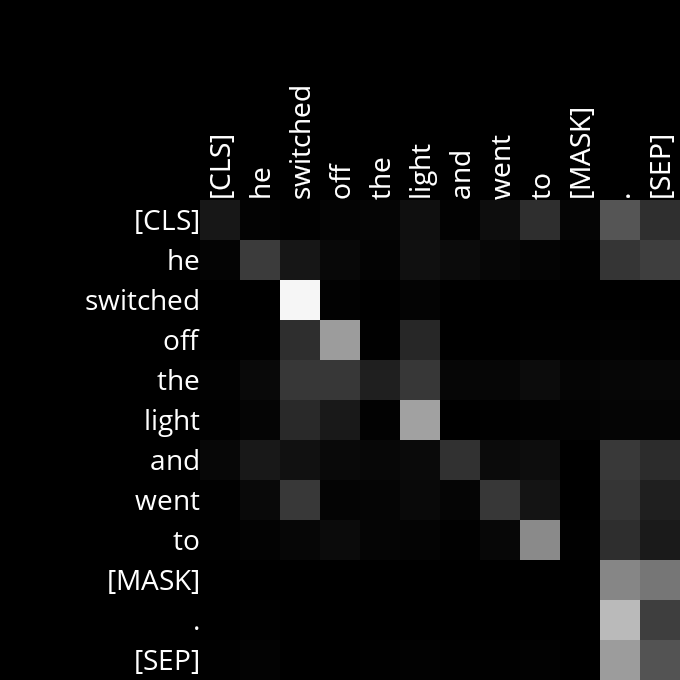 [CLS] he switched off the light and went to [MASK] . [SEP]
[CLS]
he
switched
off
the
light
and
went
to
[MASK]
.
[SEP]